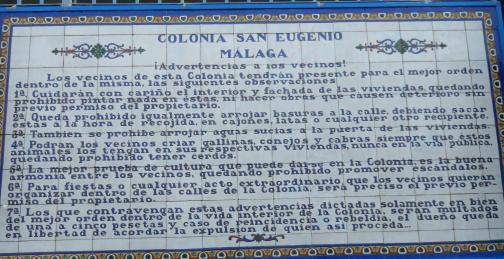 COLONIA SAN EUGENIO
MÁLAGA
¡Advertencias a los vecinos!
Los vecinos de esta Colonia tendrán presente para el mejor orden
dentro de la misma, las siguientes observaciones
1ª Cuidarán con cariño el interior y fachada de las viviendas, quedando
prohibido pintar nada en éstas, ni hacer obras que causen deterioro sin
previo permiso del propietario.
2ª Queda prohibido igualmente arrojar basuras a la calle, debiendo sacar
éstas a la hora de recojida, en cajones, latas o cualquier otro recipiente.
3ª También se prohibe arrojar aguas sucias a la puerta de las viviendas.
4ª Podrán los vecinos criar gallinas, conejos y cabras siempre que estos
animales los tengan en sus respectivas viviendas, nunca en la vía pública
quedando prohibido tener cerdos.
5ª La mejor prueba de cultura que puede darse en la Colonia, es la buena
armonía entre los vecinos, quedando prohibido promover escándalos.
6ª Para fiestas o cualquier acto extraordinario que los vecinos quieran
organizar dentro de las calles de la Colonia, será preciso el previo per-
miso del propietario.
7ª Los que contravengan estas advertencias dictadas solamente en bien
del mejor orden dentro de la vida interior de la Colonia, serán multados
de una a cinco pesetas y caso de reincidencia o rebeldía, el dueño queda
en libertad de acordar la expulsión de quien así proceda...